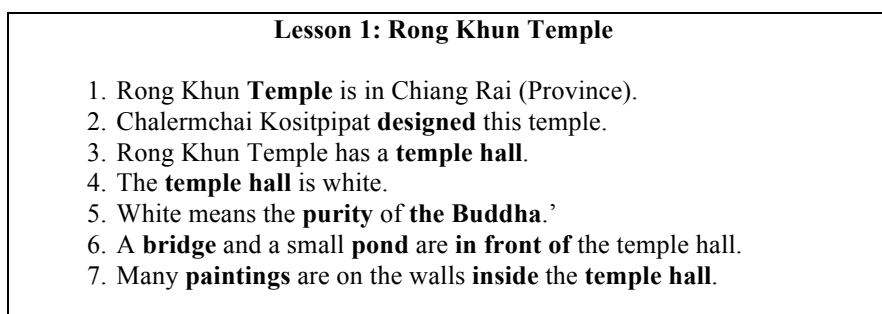 Lesson 1: Rong Khun Temple
1. Rong Khun Temple is in Chiang Rai (Province).
2. Chalermchai Kositpipat designed this temple.
3. Rong Khun Temple has a temple hall.
4. The temple hall is white.
5. White means the purity of the Buddha.’
6. A bridge and a small pond are in front of the temple hall.
7. Many paintings are on the walls inside the temple hall.